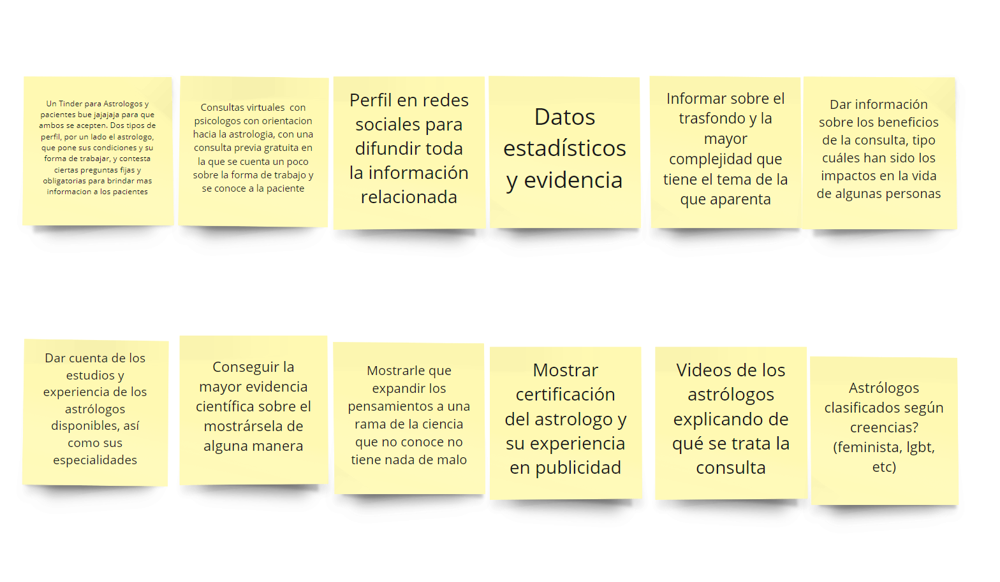 Un Tinder para Astrologos y
pacientes bue jajajaja para que
ambos se acepten. Dos tipos de
perfil, por un lado el astrologo,
que pone sus condiciones y su
forma de trabajar, y contesta
ciertas preguntas fijas y
obligatorias para brindar mas
informacion a los pacientes
Consultas virtuales con
psicologos con orientacion
hacia la astrologia, con una
consulta previa gratuita en
la que se cuenta un poco
sobre la forma de trabajo y
se conoce a la paciente
Perfil en redes
sociales para
difundir toda
la información
relacionada
Datos
estadísticos
y evidencia
Informar sobre el
trasfondo y la
mayor
complejidad que
tiene el tema de la
que aparenta
Dar información
sobre los beneficios
de la consulta, tipo
cuáles han sido los
impactos en la vida
de algunas personas
Dar cuenta de los
estudios y
experiencia de los
astrólogos
disponibles, así
como sus
especialidades
Conseguir la
mayor evidencia
científica sobre el
mostrársela de
alguna manera
Mostrarle que
expandir los
pensamientos a una
rama de la ciencia
que no conoce no
tiene nada de malo
Mostrar
certificación
del astrologo y
su experiencia
en publicidad
Videos de los
astrólogos
explicando de
qué se trata la
consulta
Astrólogos
clasificados según
creencias?
(feminista, lgbt,
etc)